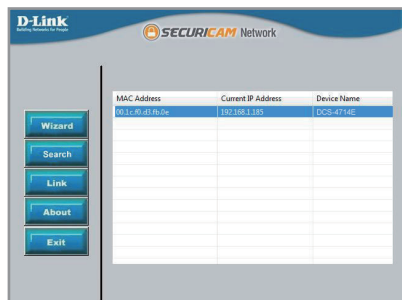 D-Link
Building Networks for People
SECURICAM Network
MAC Address Current IP Address Device Name
00.1c.f0.d3.fb.0e 192.168.1.185 DCS-4714E
Wizard
Search
Link
About
Exit